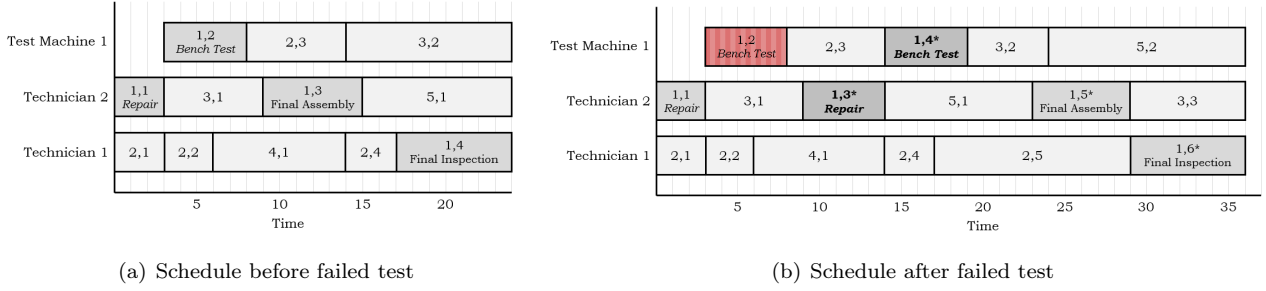 Test Machine 1
1,2
Bench Test
2,3
3,2
Technician 2
1,1
Repair
3,1
1,3
Final Assembly
5,1
Technician 1
2,1
2,2
4,1
2,4
1,4
Final Inspection
5
10
15
20
Time
(a) Schedule before failed test
Test Machine 1
1,2
Bench Test
2,3
1,4*
Bench Test
3,2
5,2
Technician 2
1,1
Repair
3,1
1,3*
Repair
5,1
1,5*
Final Assembly
3,3
Technician 1
2,1
2,2
4,1
2,4
2,5
1,6*
Final Inspection
5
10
15
20
25
30
35
Time
(b) Schedule after failed test